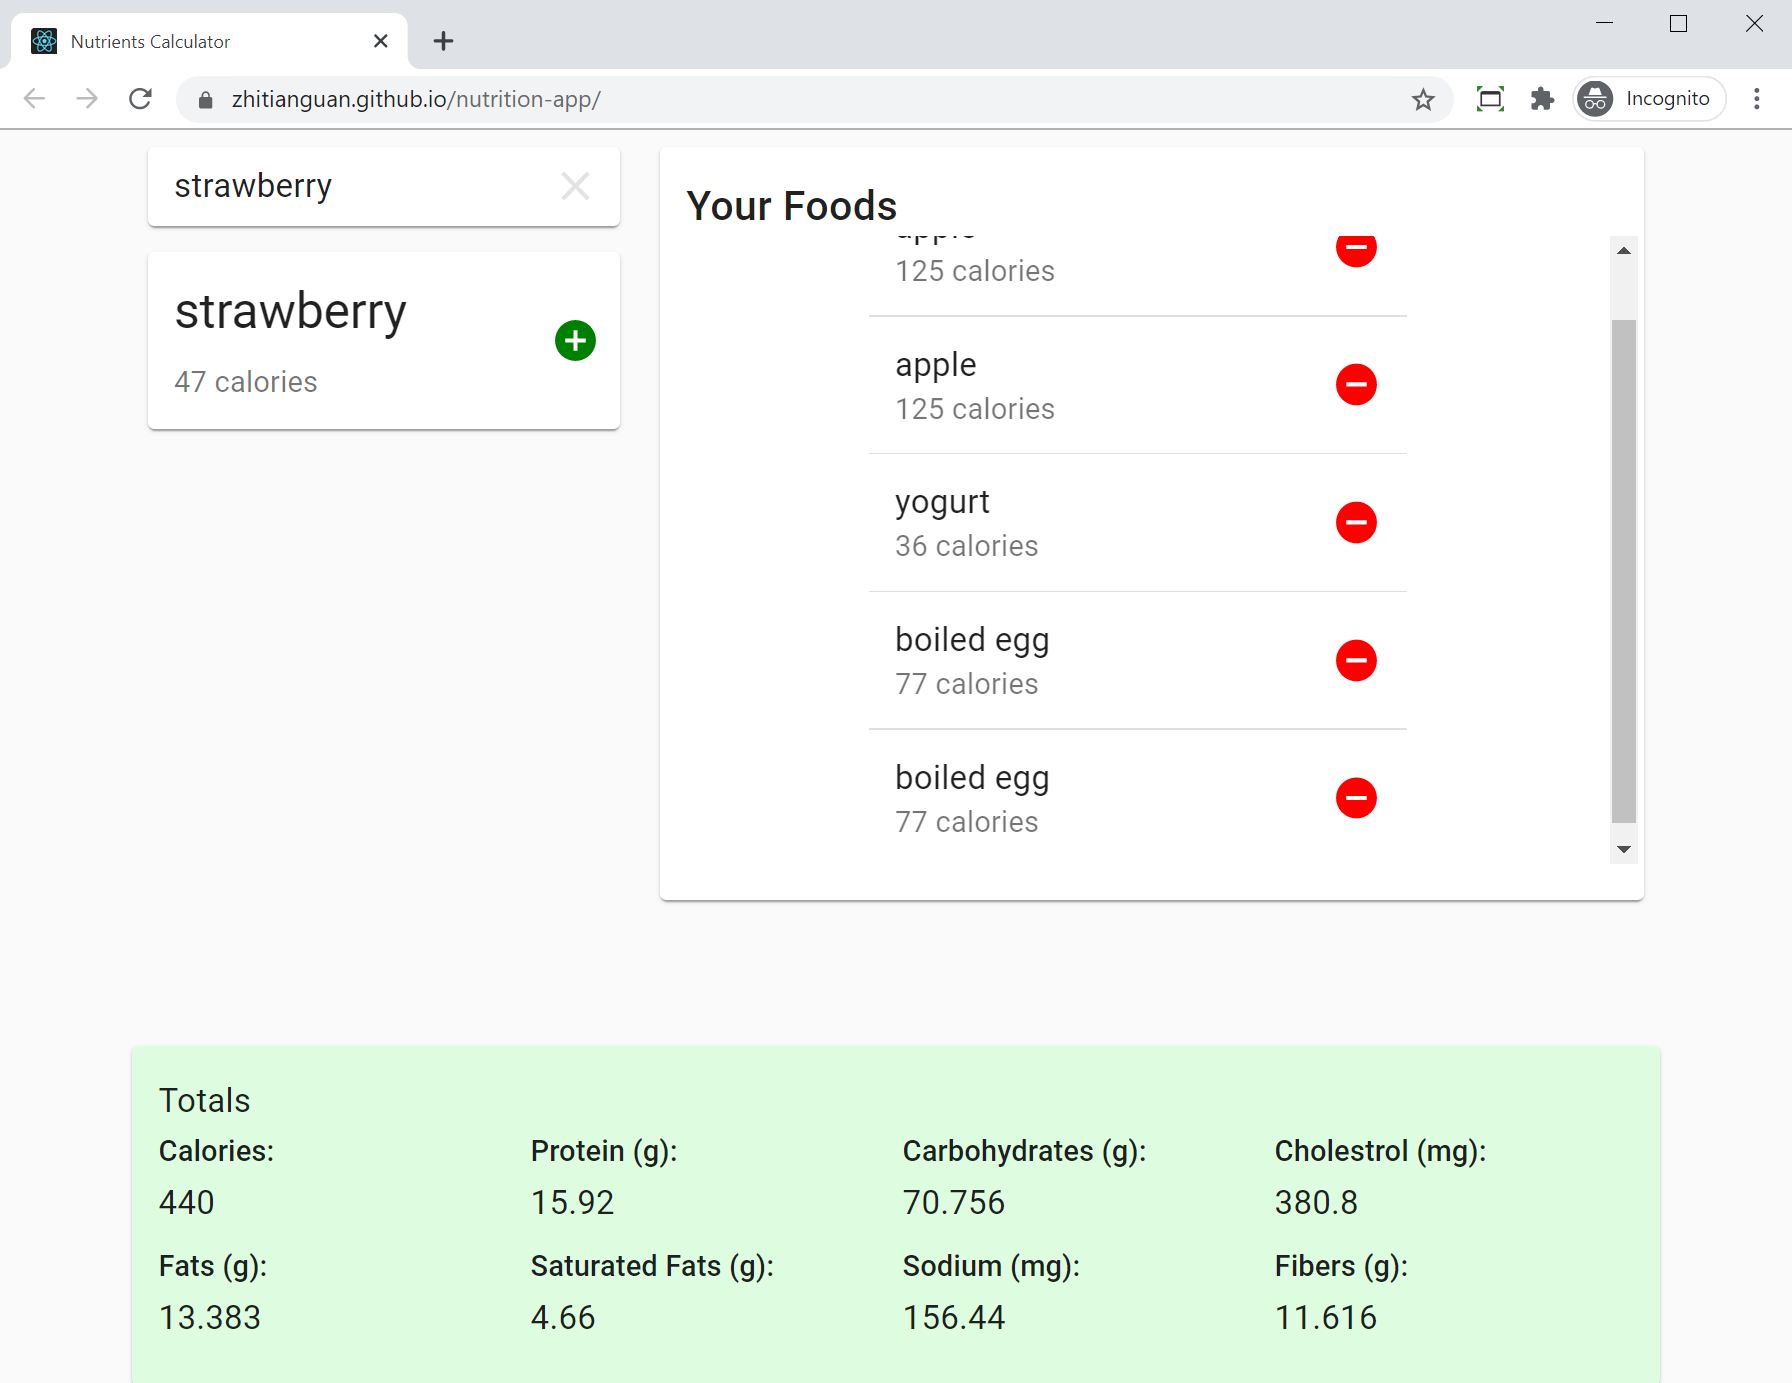 Nutrients Calculator
zhitianguan.github.io/nutrition-app/
Incognito
strawberry
strawberry
47 calories
Your Foods
apple
125 calories
apple
125 calories
yogurt
36 calories
boiled egg
77 calories
boiled egg
77 calories
Totals
Calories:
Protein (g):
Carbohydrates (g):
Cholestrol (mg):
440
15.92
70.756
380.8
Fats (g):
Saturated Fats (g):
Sodium (mg):
Fibers (g):
13.383
4.66
156.44
11.616